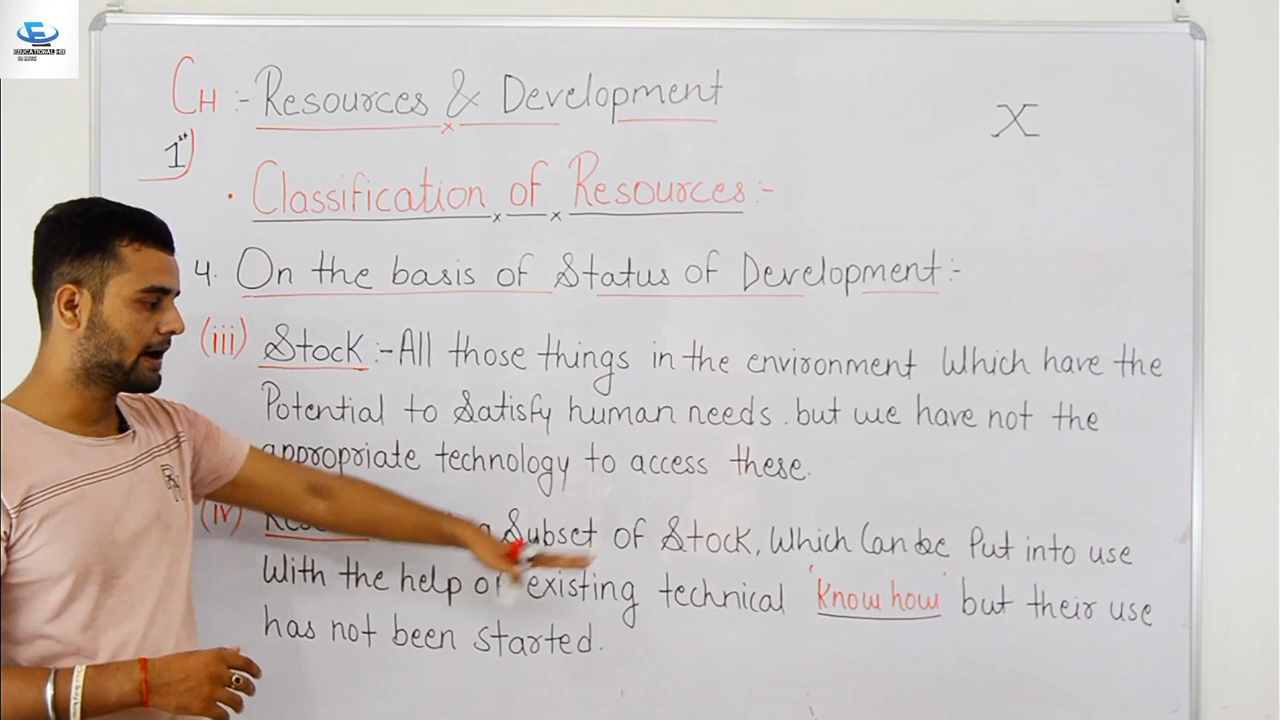 EDUCATIONAL HD
CH :- Resources & Development
X
1st
• Classification of Resources :-
4. On the basis of Status of Development :-
(iii) Stock :- All those things in the environment Which have the
Potential to Satisfy human needs. but we have not the
appropriate technology to access these.
(iv) Subset of Stock, Which Can be Put into use
With the help of existing technical 'Know how' but their use
has not been started.